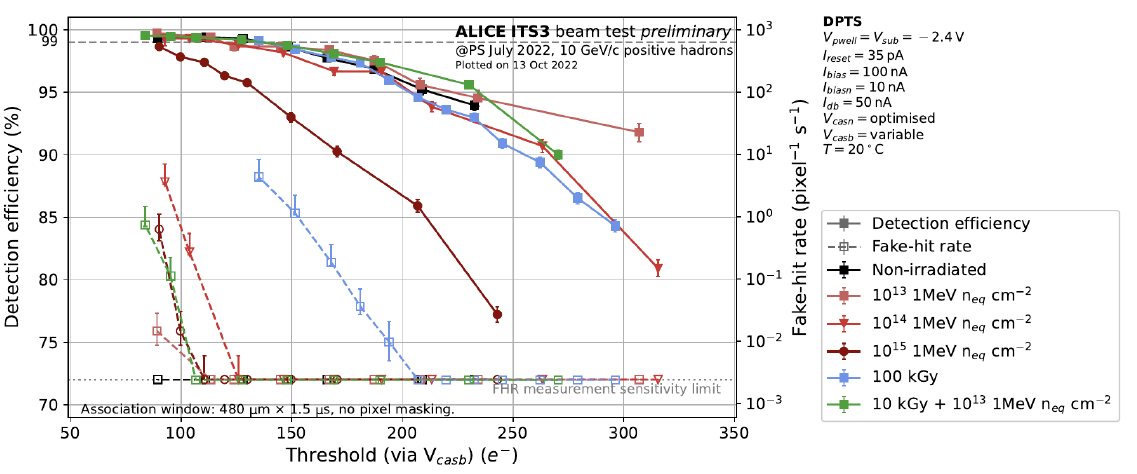 ALICE ITS3 beam test preliminary
@PS July 2022, 10 GeV/c positive hadrons
Plotted on 13 Oct 2022
Detection efficiency (%)
100
99
95
90
85
80
75
70
Fake-hit rate (pixel⁻¹ s⁻¹)
10³
10²
10¹
10⁰
10⁻¹
10⁻²
10⁻³
FHR measurement sensitivity limit
Association window: 480 μm × 1.5 μs, no pixel masking.
50 100 150 200 250 300 350
Threshold (via V_casb) (e⁻)
DPTS
V_pwell = V_sub = −2.4 V
I_reset = 35 pA
I_bias = 100 nA
I_biasn = 10 nA
I_db = 50 nA
V_casn = optimised
V_casb = variable
T = 20 °C
Detection efficiency
Fake-hit rate
Non-irradiated
10¹³ 1MeV n_eq cm⁻²
10¹⁴ 1MeV n_eq cm⁻²
10¹⁵ 1MeV n_eq cm⁻²
100 kGy
10 kGy + 10¹³ 1MeV n_eq cm⁻²